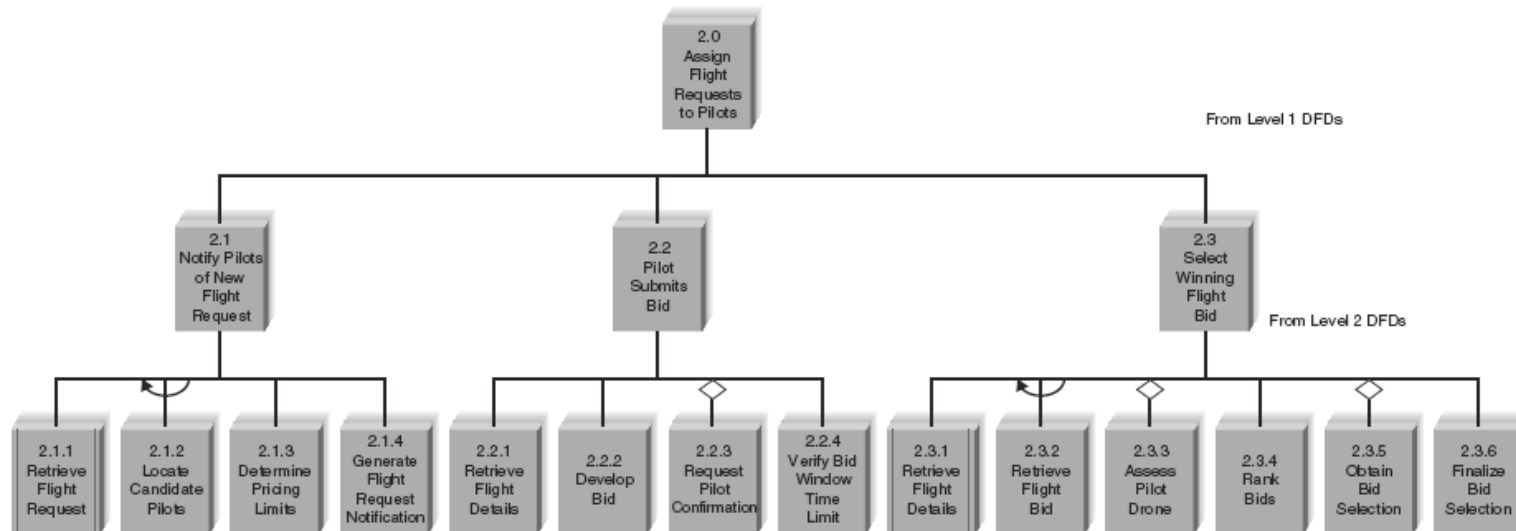 2.0
Assign
Flight
Requests
to Pilots
From Level 1 DFDs
2.1
Notify Pilots
of New
Flight
Request
2.2
Pilot
Submits
Bid
2.3
Select
Winning
Flight
Bid
From Level 2 DFDs
2.1.1
Retrieve
Flight
Request
2.1.2
Locate
Candidate
Pilots
2.1.3
Determine
Pricing
Limits
2.1.4
Generate
Flight
Request
Notification
2.2.1
Retrieve
Flight
Details
2.2.2
Develop
Bid
2.2.3
Request
Pilot
Confirmation
2.2.4
Verify Bid
Window
Time
Limit
2.3.1
Retrieve
Flight
Details
2.3.2
Retrieve
Flight
Bid
2.3.3
Assess
Pilot
Drone
2.3.4
Rank
Bids
2.3.5
Obtain
Bid
Selection
2.3.6
Finalize
Bid
Selection